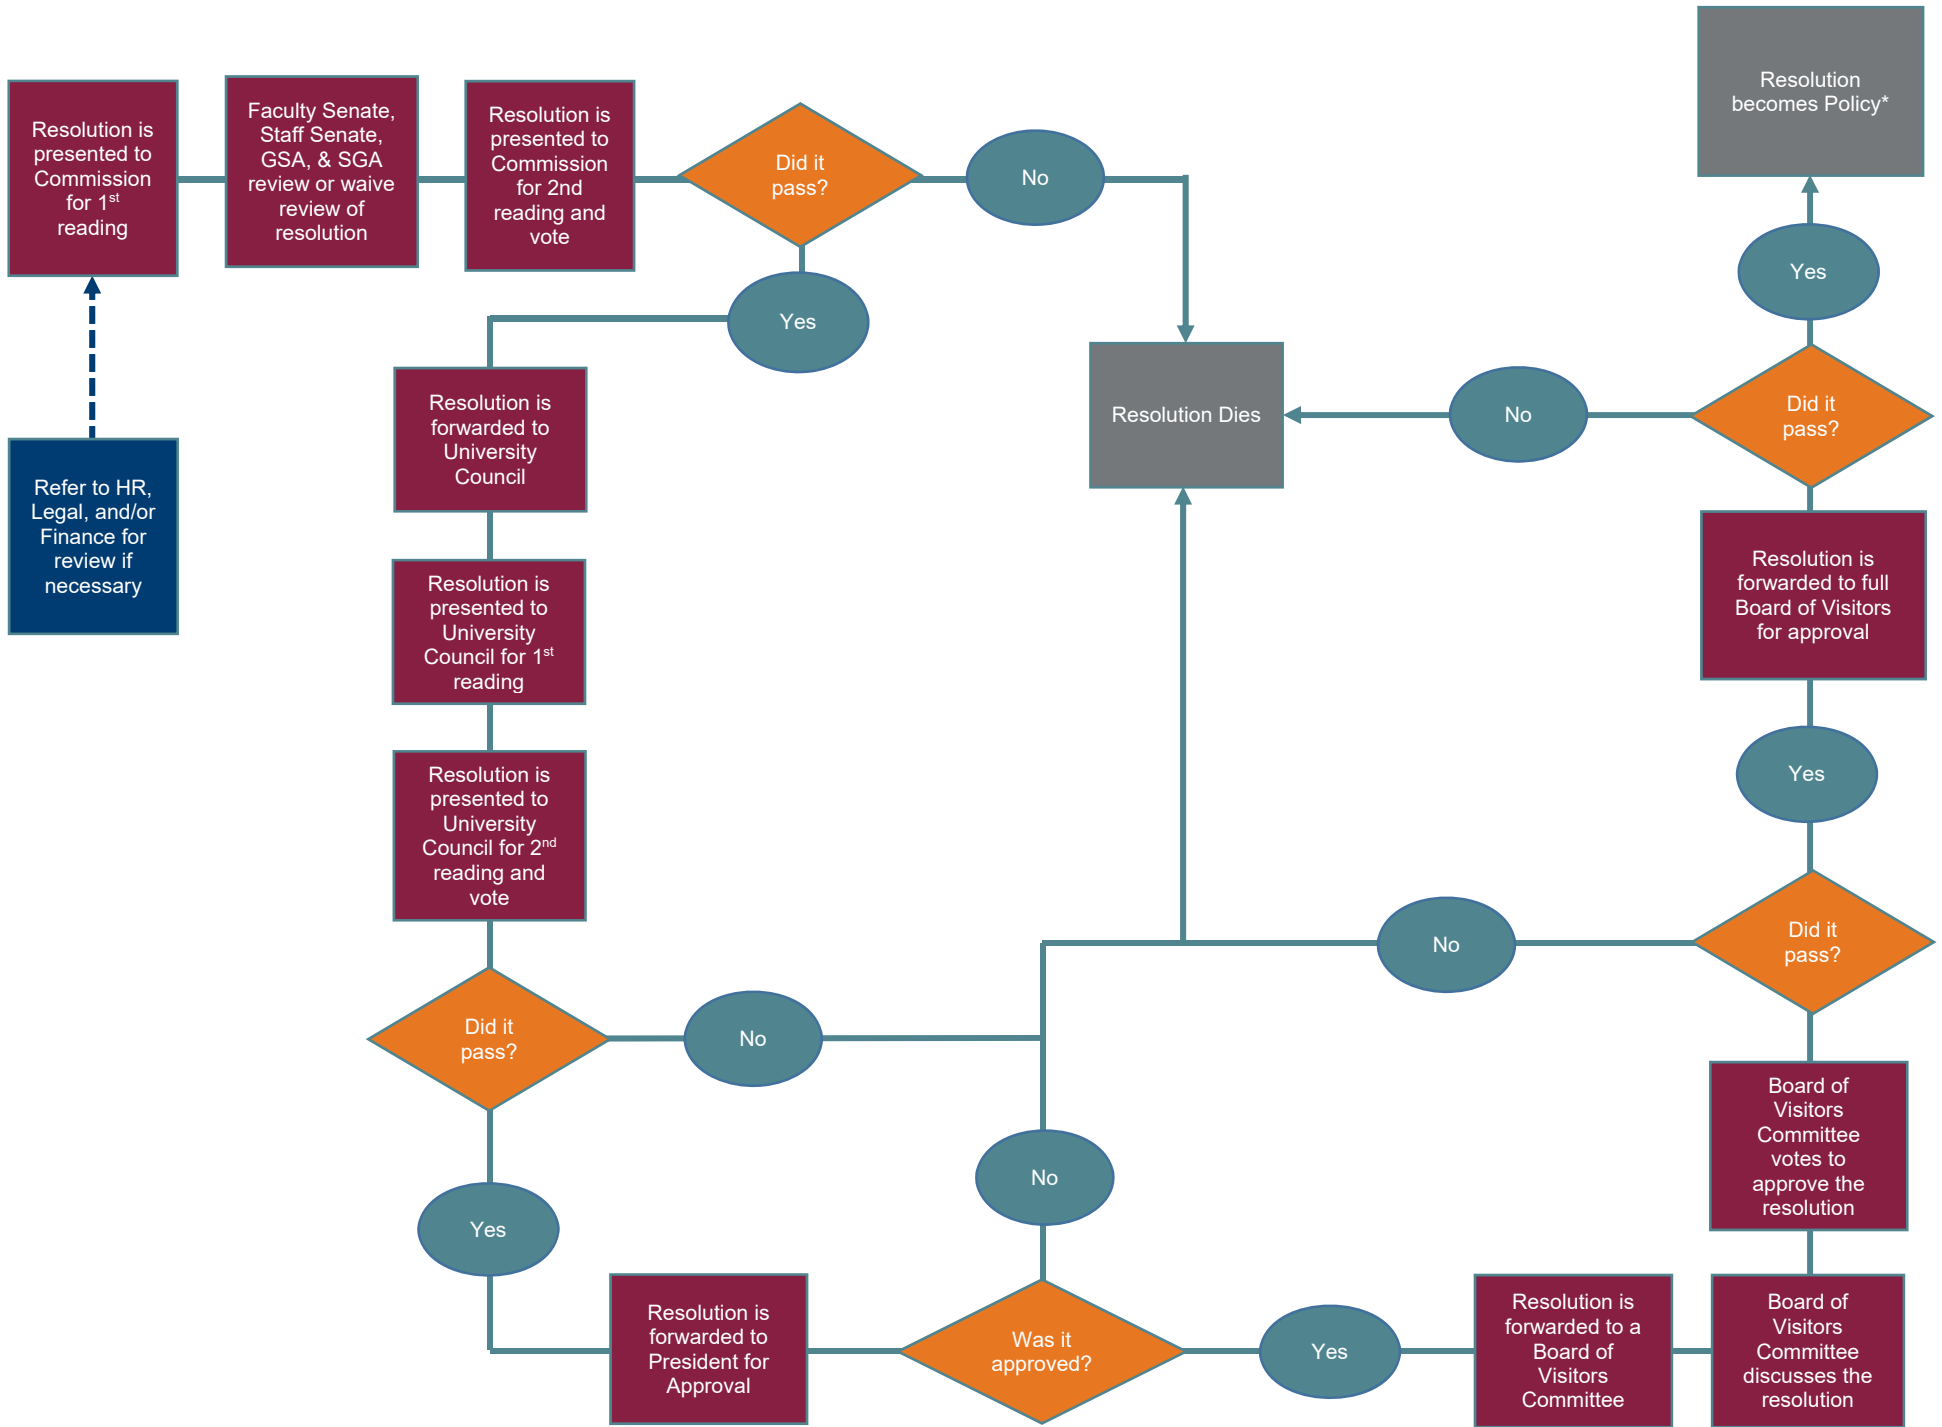 Resolution is
presented to
Commission
for 1st
reading
Faculty Senate,
Staff Senate,
GSA, & SGA
review or waive
review of
resolution
Resolution is
presented to
Commission
for 2nd
reading and
vote
Did it
pass?
No
Yes
Resolution Dies
Refer to HR,
Legal, and/or
Finance for
review if
necessary
Resolution is
forwarded to
University
Council
Resolution is
presented to
University
Council for 1st
reading
Resolution is
presented to
University
Council for 2nd
reading and
vote
Did it
pass?
No
Yes
Resolution is
forwarded to
President for
Approval
Was it
approved?
No
Yes
Resolution is
forwarded to a
Board of
Visitors
Committee
Board of
Visitors
Committee
discusses the
resolution
Board of
Visitors
Committee
votes to
approve the
resolution
Did it
pass?
No
Yes
Resolution is
forwarded to full
Board of Visitors
for approval
Did it
pass?
No
Yes
Resolution
becomes Policy*